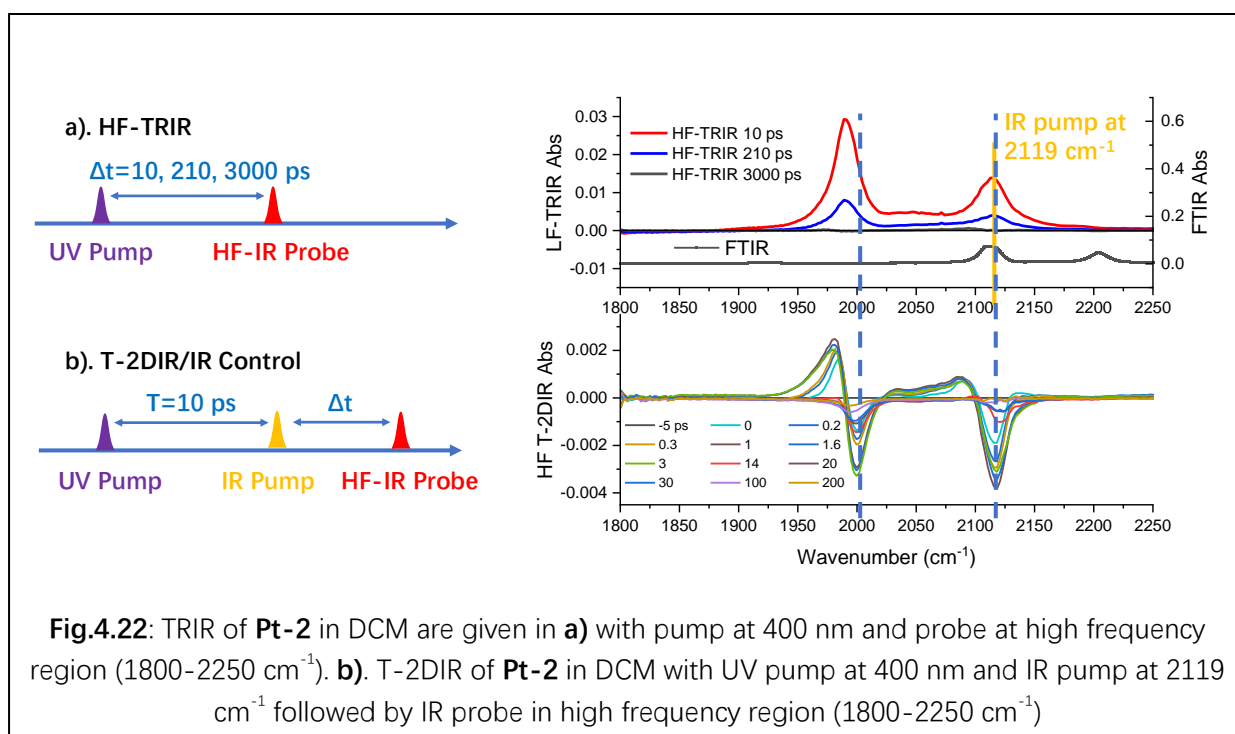 a). HF-TRIR
Δt=10, 210, 3000 ps
UV Pump
HF-IR Probe
b). T-2DIR/IR Control
T=10 ps
Δt
UV Pump
IR Pump
HF-IR Probe
LF-TRIR Abs
0.03
0.02
0.01
0.00
-0.01
HF-TRIR 10 ps
HF-TRIR 210 ps
HF-TRIR 3000 ps
FTIR
IR pump at
2119 cm⁻¹
0.6
0.4
0.2
0.0
FTIR Abs
1800 1850 1900 1950 2000 2050 2100 2150 2200 2250
HF T-2DIR Abs
0.002
0.000
-0.002
-0.004
-5 ps 0 0.2
0.3 1 1.6
3 14 20
30 100 200
1800 1850 1900 1950 2000 2050 2100 2150 2200 2250
Wavenumber (cm⁻¹)
Fig.4.22: TRIR of Pt-2 in DCM are given in a) with pump at 400 nm and probe at high frequency
region (1800-2250 cm⁻¹). b). T-2DIR of Pt-2 in DCM with UV pump at 400 nm and IR pump at 2119
cm⁻¹ followed by IR probe in high frequency region (1800-2250 cm⁻¹)